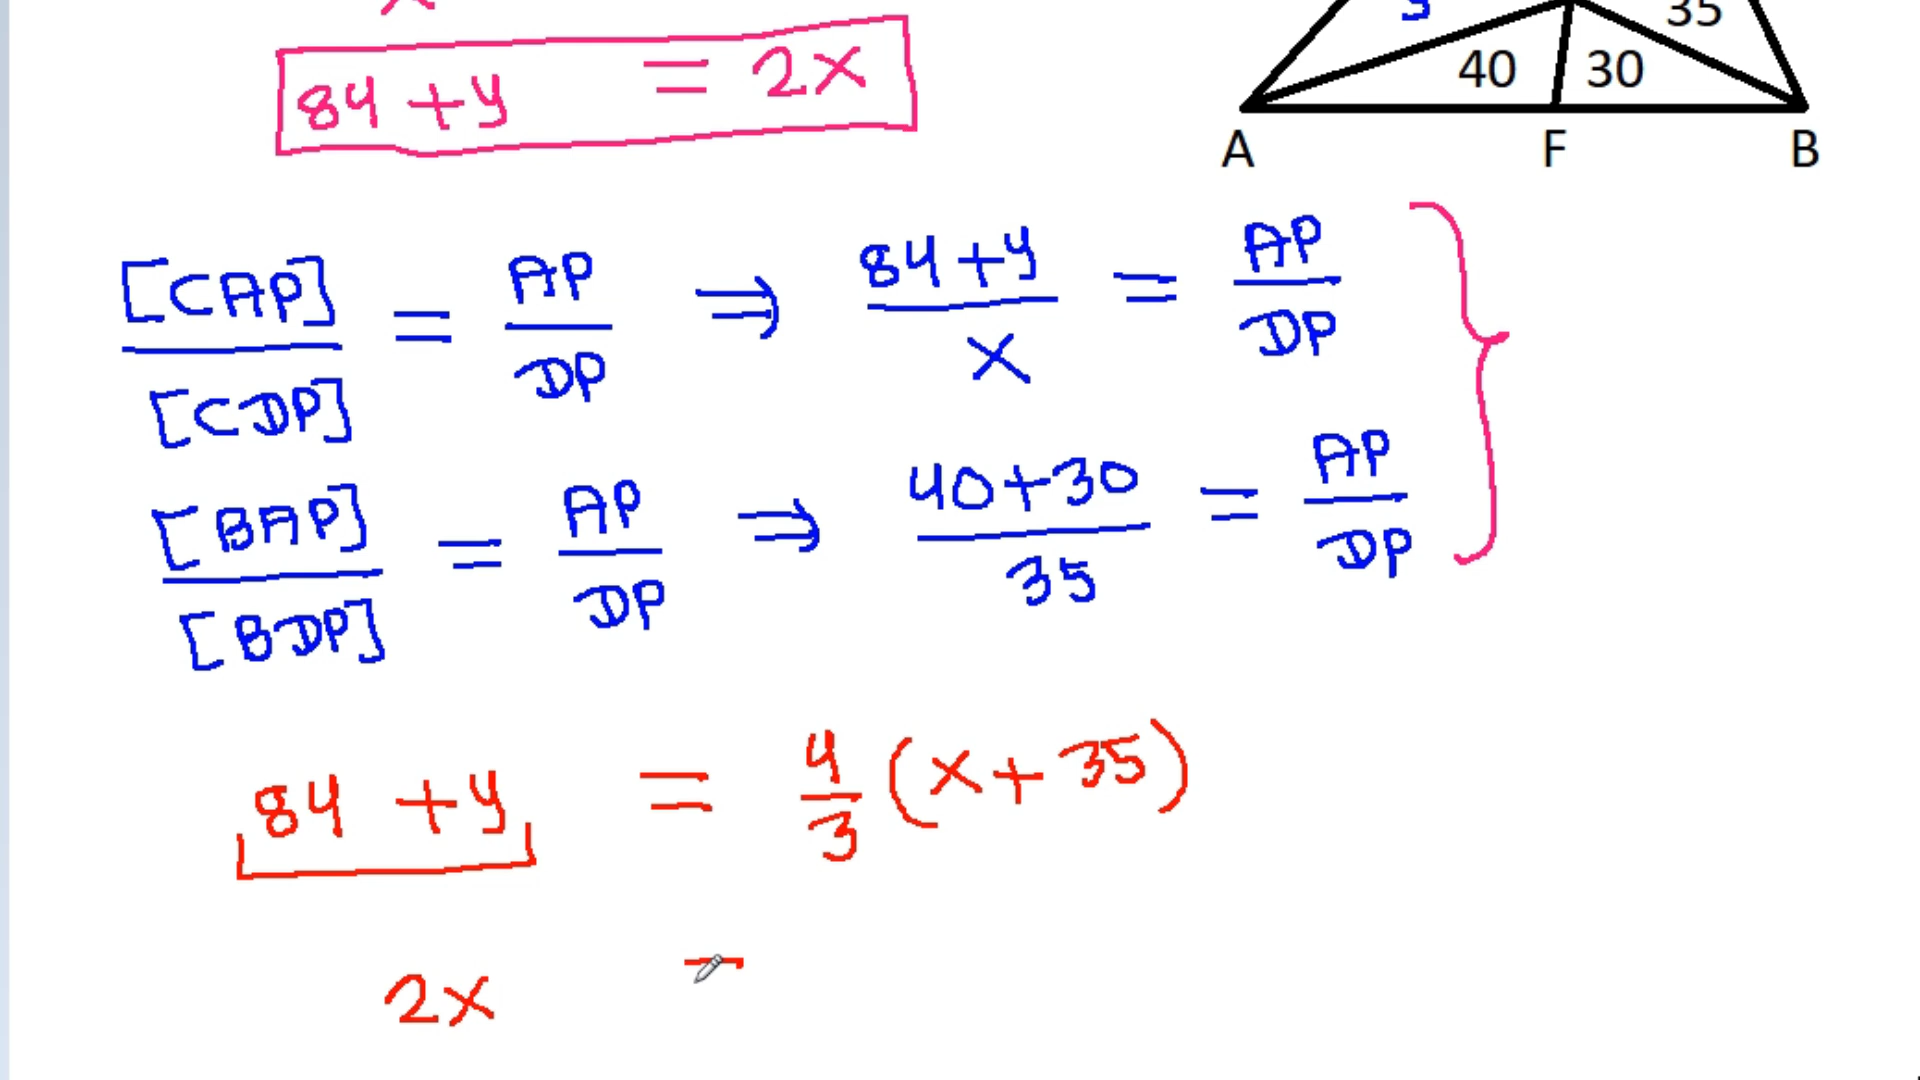 84 + y = 2x
35
40 30
A F B
[CAP] / [CDP] = AP / DP ⇒ 84 + y / x = AP / DP
[BAP] / [BDP] = AP / DP ⇒ 40 + 30 / 35 = AP / DP
84 + y = 4/3 (x + 35)
2x